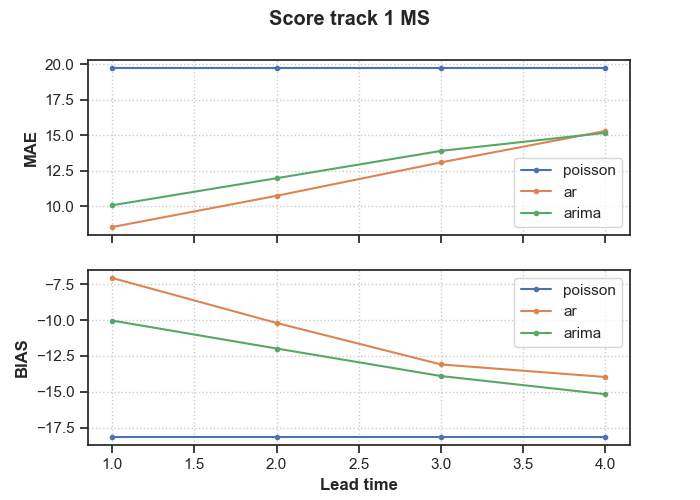 Score track 1 MS
20.0
17.5
15.0
12.5
10.0
MAE
poisson
ar
arima
−7.5
−10.0
−12.5
−15.0
−17.5
BIAS
poisson
ar
arima
1.0 1.5 2.0 2.5 3.0 3.5 4.0
Lead time